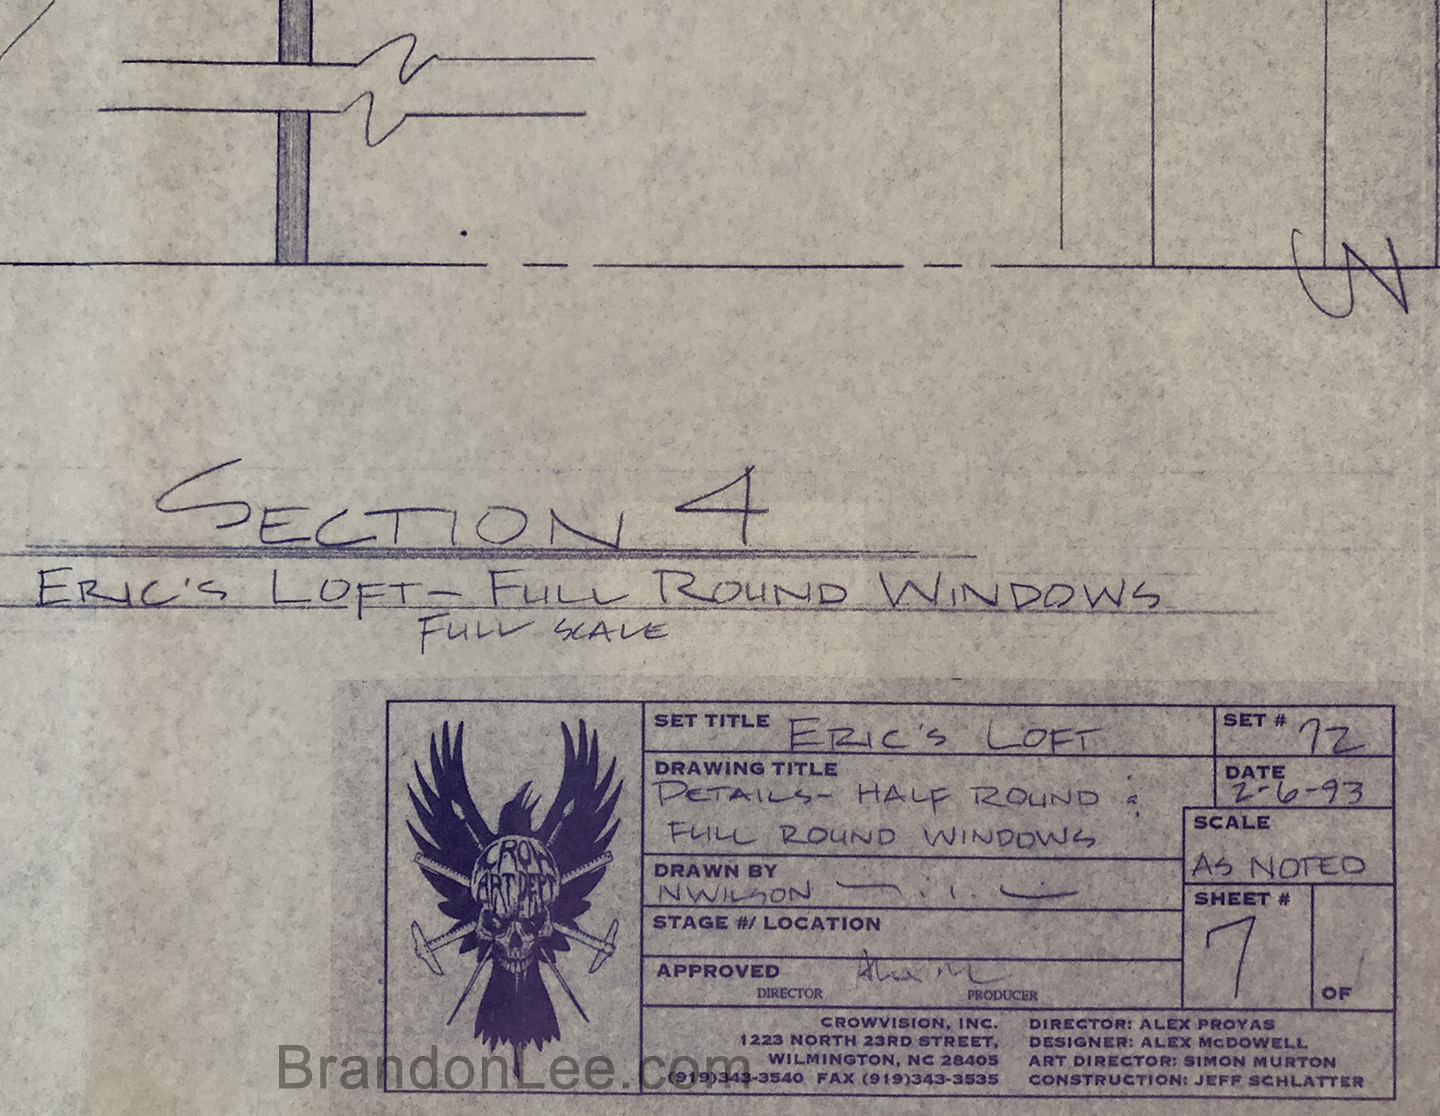 SECTION 4
ERIC'S LOFT - FULL ROUND WINDOWS
FULL SCALE
CROW
ART DEPT
SET TITLE ERIC'S LOFT
SET # 72
DRAWING TITLE
DETAILS - HALF ROUND &
FULL ROUND WINDOWS
DATE
2-6-93
SCALE
AS NOTED
DRAWN BY
NWILSON
SHEET #
7
OF
STAGE #/ LOCATION
APPROVED
DIRECTOR PRODUCER
CROWVISION, INC.
1223 NORTH 23RD STREET,
WILMINGTON, NC 28405
(919)343-3540 FAX (919)343-3535
DIRECTOR: ALEX PROYAS
DESIGNER: ALEX McDOWELL
ART DIRECTOR: SIMON MURTON
CONSTRUCTION: JEFF SCHLATTER
BrandonLee.com